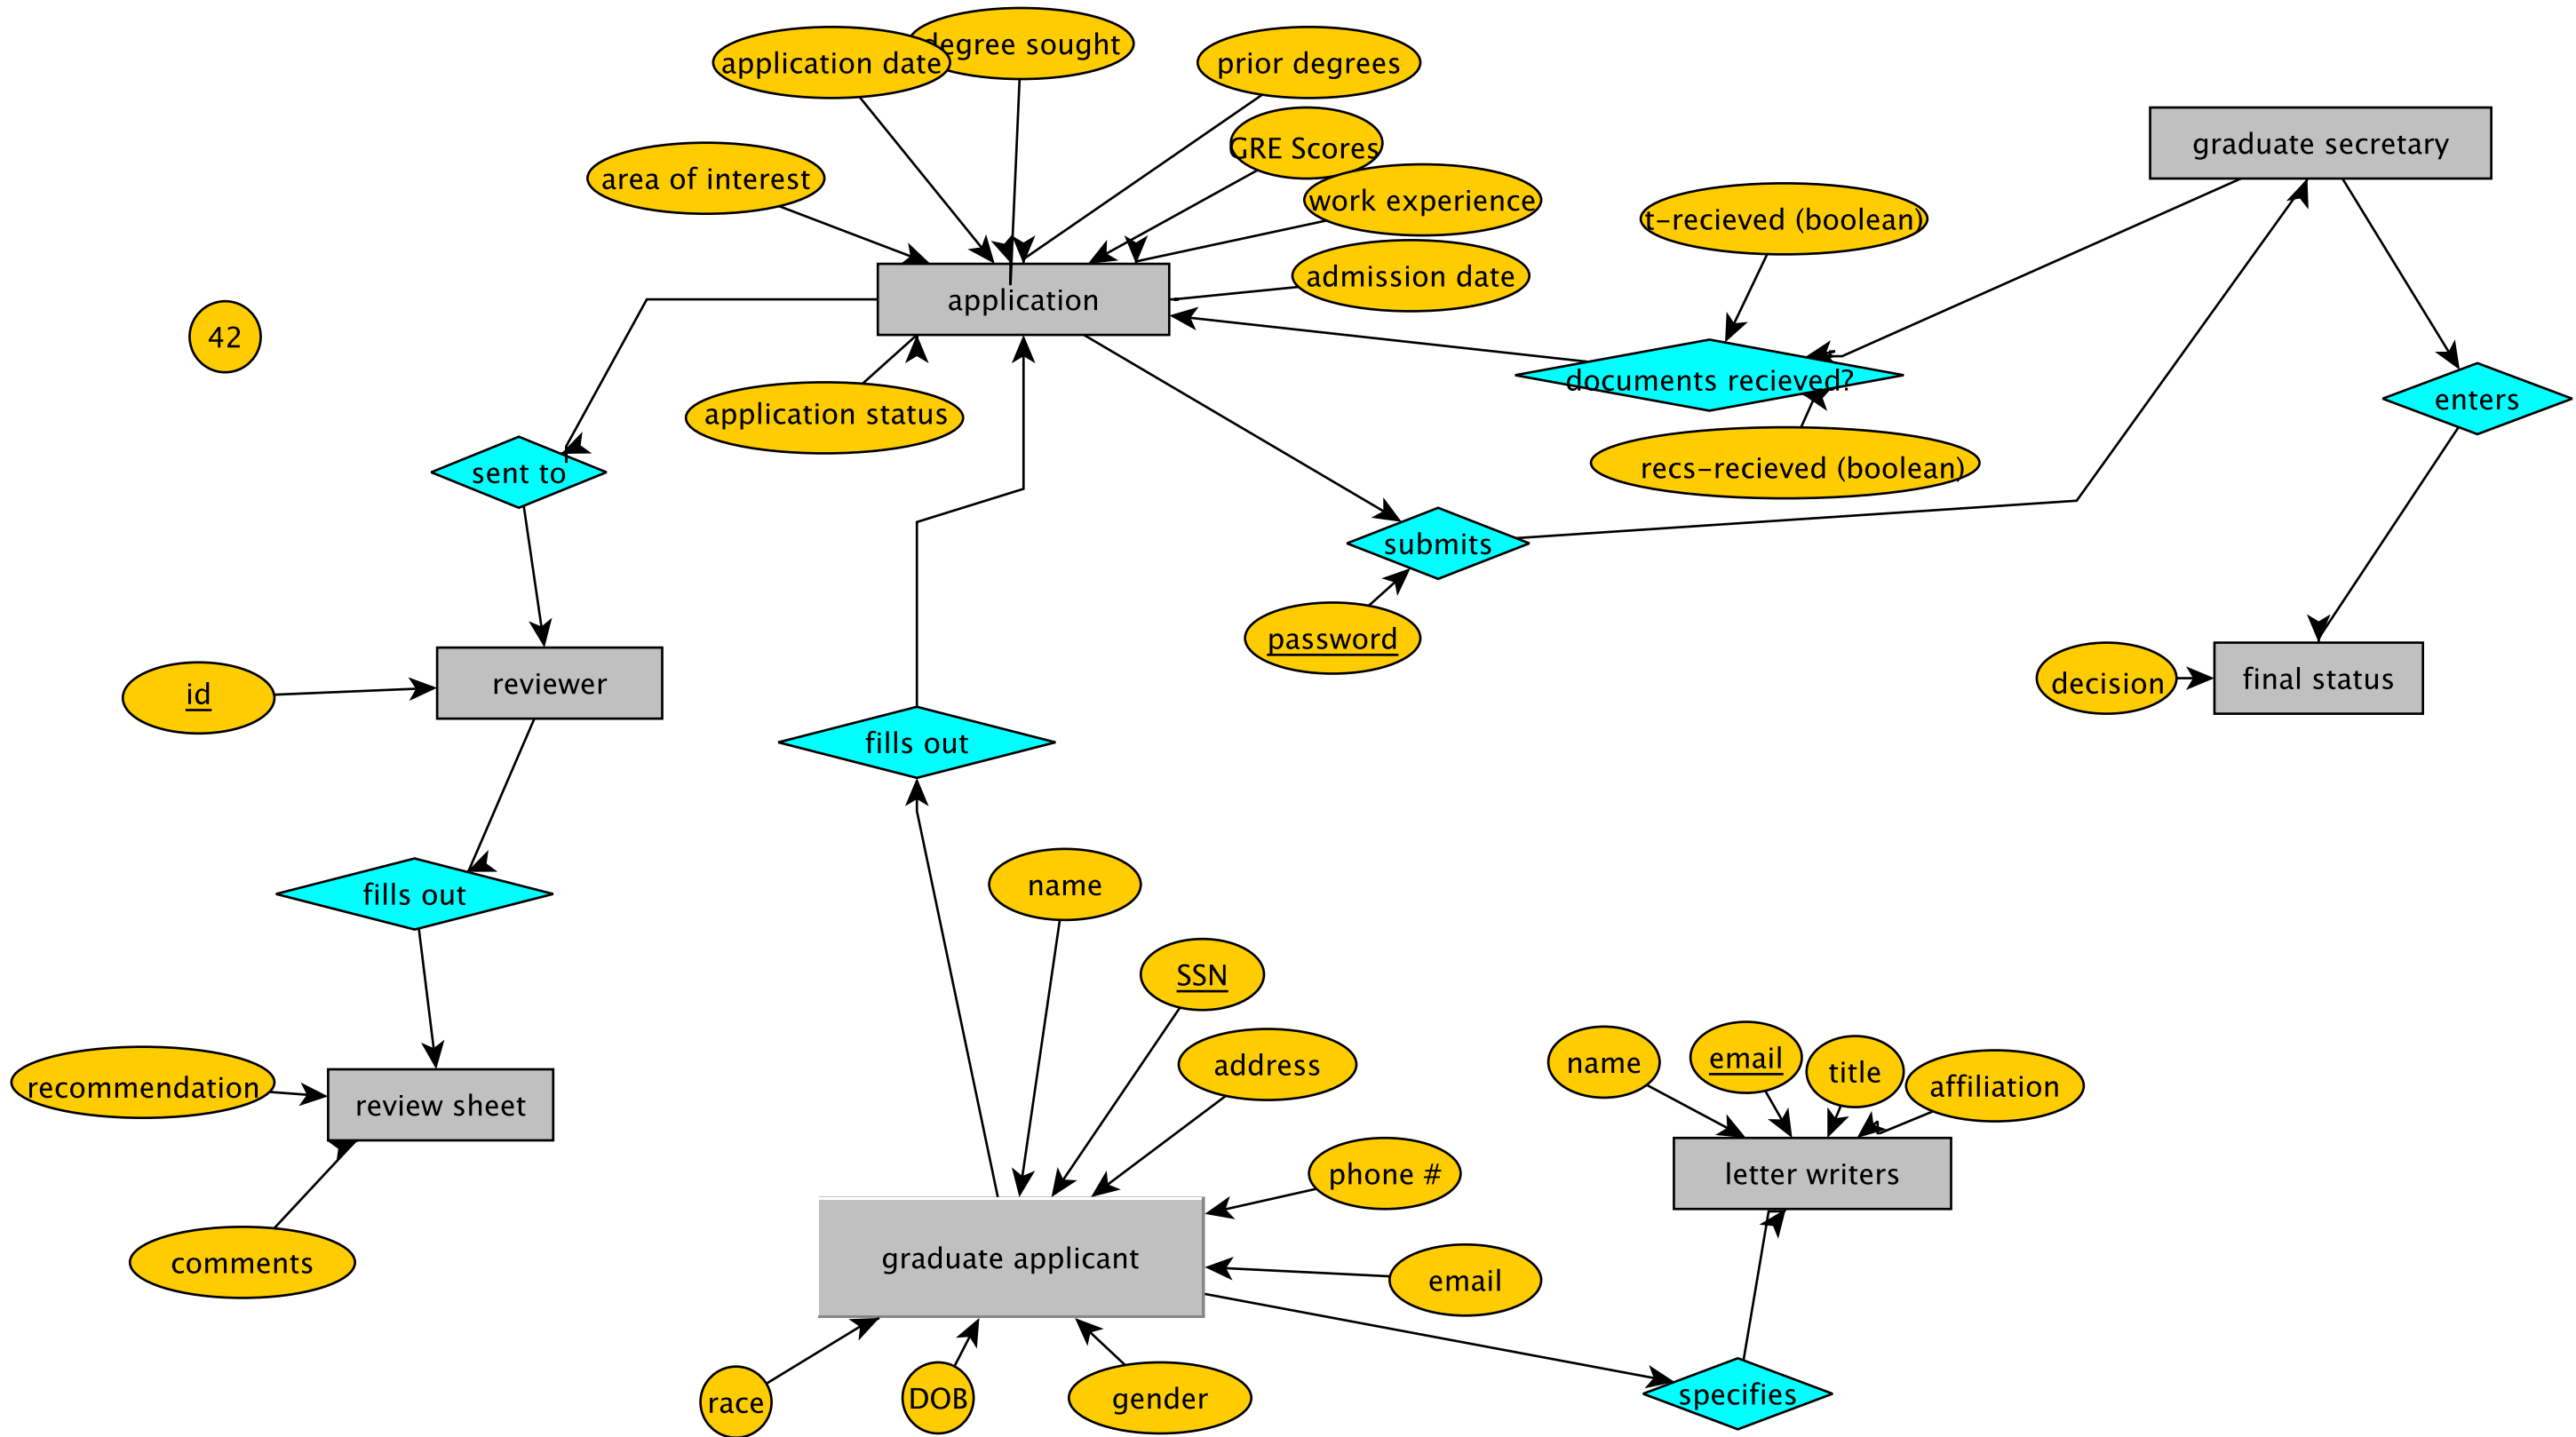 degree sought
application date
prior degrees
GRE Scores
graduate secretary
area of interest
work experience
t-recieved (boolean)
admission date
application
42
documents recieved?
enters
application status
sent to
recs-recieved (boolean)
submits
password
id
reviewer
decision
final status
fills out
fills out
name
SSN
address
name
email
title
affiliation
recommendation
review sheet
phone #
letter writers
graduate applicant
comments
email
race
DOB
gender
specifies